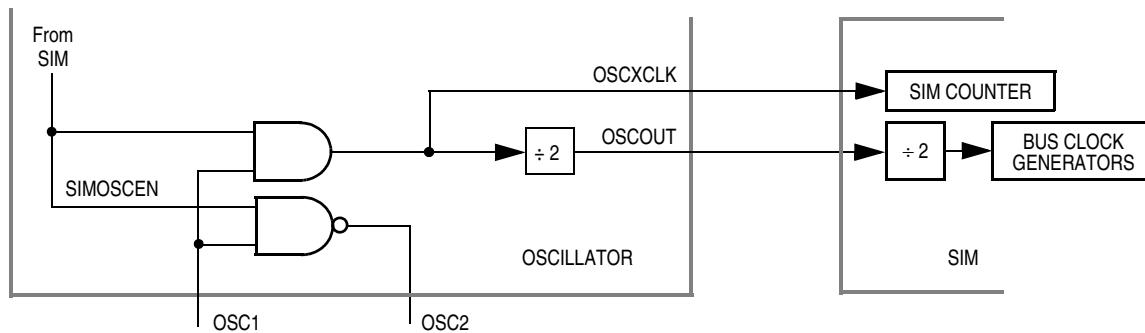 From
SIM
OSCXCLK
SIM COUNTER
OSCOUT
÷ 2
÷ 2
BUS CLOCK
GENERATORS
SIMOSCEN
OSCILLATOR
SIM
OSC1
OSC2